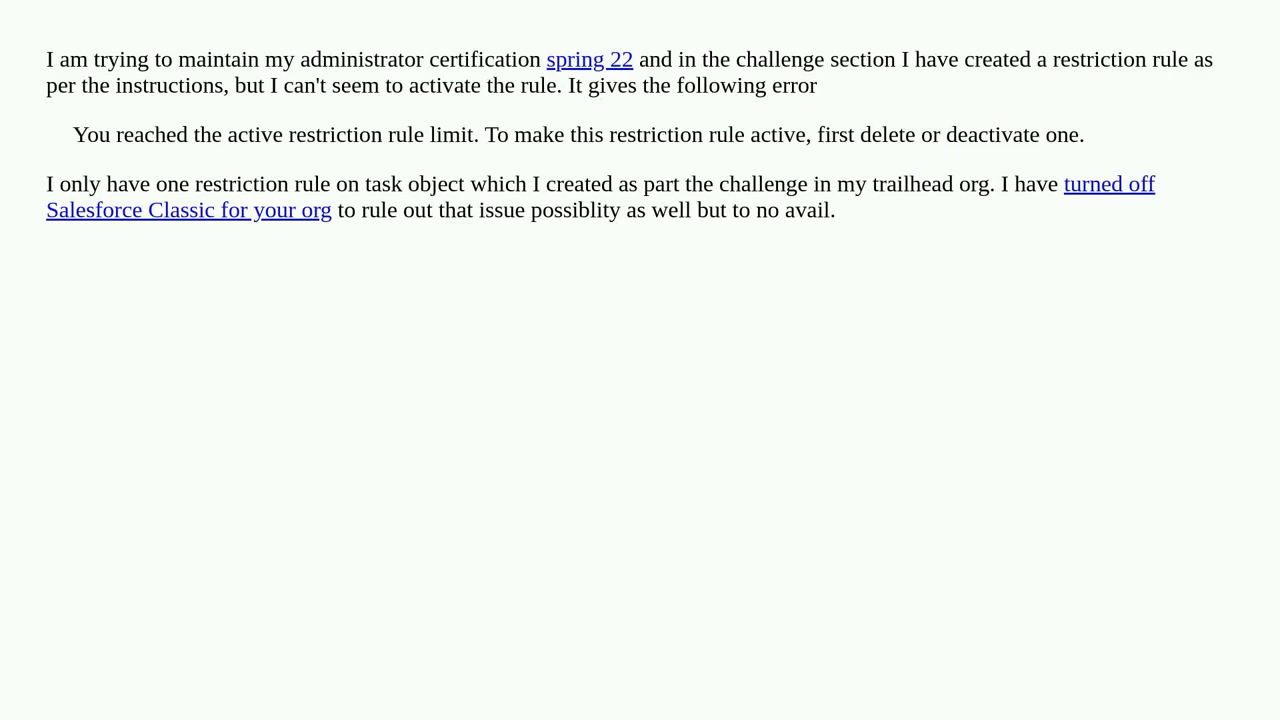 I am trying to maintain my administrator certification spring 22 and in the challenge section I have created a restriction rule as
per the instructions, but I can't seem to activate the rule. It gives the following error
You reached the active restriction rule limit. To make this restriction rule active, first delete or deactivate one.
I only have one restriction rule on task object which I created as part the challenge in my trailhead org. I have turned off
Salesforce Classic for your org to rule out that issue possiblity as well but to no avail.